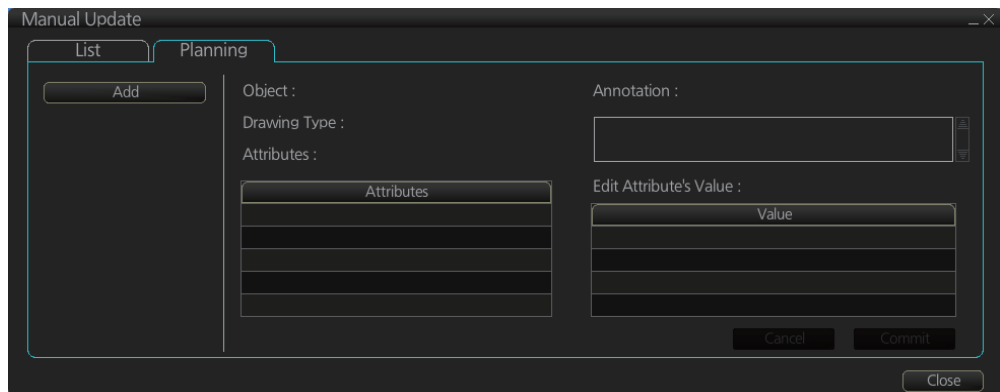 Manual Update
List
Planning
Add
Object :
Drawing Type :
Attributes :
Attributes
Annotation :
Edit Attribute's Value :
Value
Cancel
Commit
Close